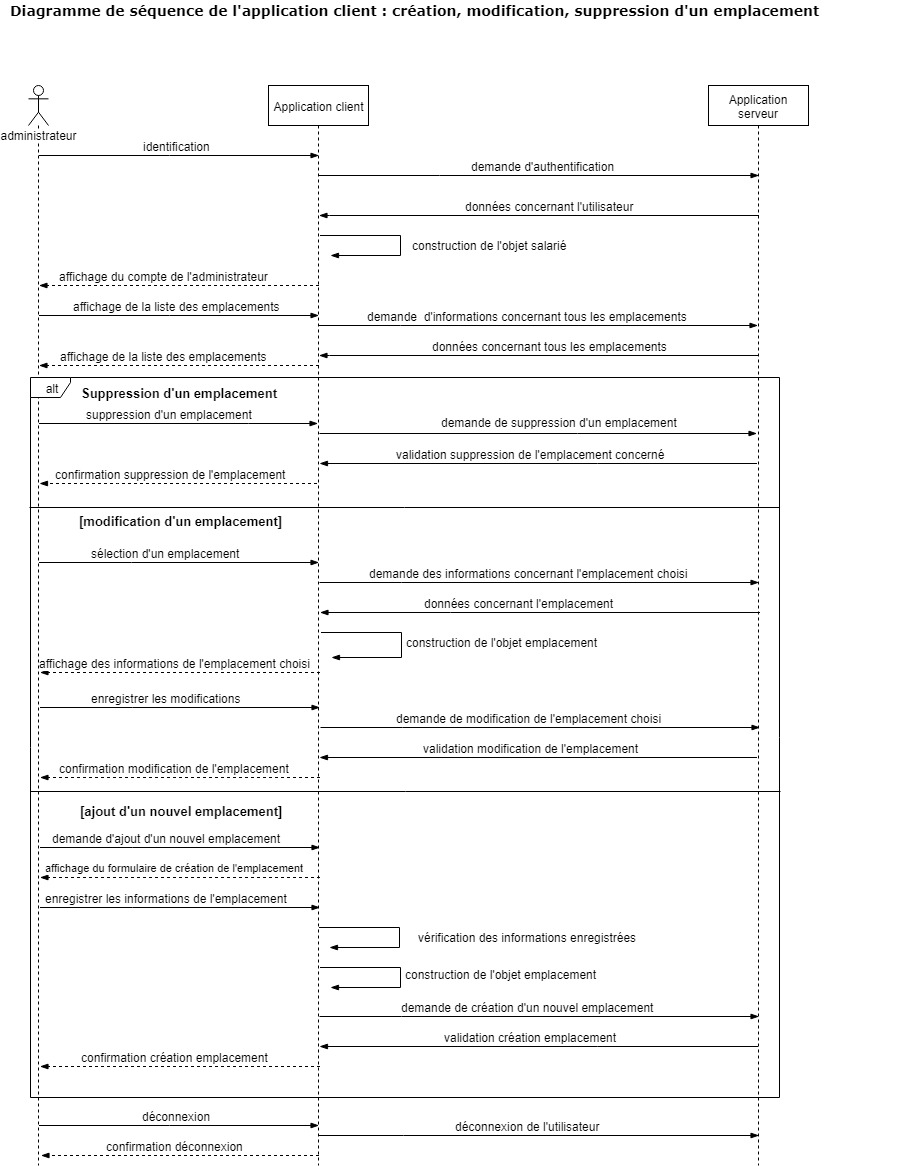 Diagramme de séquence de l'application client : création, modification, suppression d'un emplacement
administrateur
Application client
Application
serveur
identification
demande d'authentification
données concernant l'utilisateur
construction de l'objet salarié
affichage du compte de l'administrateur
affichage de la liste des emplacements
demande d'informations concernant tous les emplacements
données concernant tous les emplacements
affichage de la liste des emplacements
alt
Suppression d'un emplacement
suppression d'un emplacement
demande de suppression d'un emplacement
validation suppression de l'emplacement concerné
confirmation suppression de l'emplacement
[modification d'un emplacement]
sélection d'un emplacement
demande des informations concernant l'emplacement choisi
données concernant l'emplacement
construction de l'objet emplacement
affichage des informations de l'emplacement choisi
enregistrer les modifications
demande de modification de l'emplacement choisi
validation modification de l'emplacement
confirmation modification de l'emplacement
[ajout d'un nouvel emplacement]
demande d'ajout d'un nouvel emplacement
affichage du formulaire de création de l'emplacement
enregistrer les informations de l'emplacement
vérification des informations enregistrées
construction de l'objet emplacement
demande de création d'un nouvel emplacement
validation création emplacement
confirmation création emplacement
déconnexion
déconnexion de l'utilisateur
confirmation déconnexion